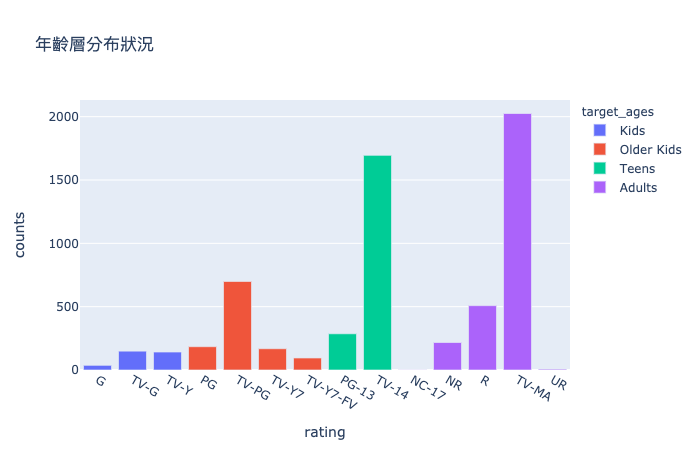 年齡層分布狀況
target_ages
Kids
Older Kids
Teens
Adults
2000
1500
1000
500
0
counts
G
TV-G
TV-Y
PG
TV-PG
TV-Y7
TV-Y7-FV
PG-13
TV-14
NC-17
NR
R
TV-MA
UR
rating